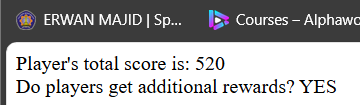 ERWAN MAJID | Sp...
Courses – Alphawo
Player's total score is: 520
Do players get additional rewards? YES